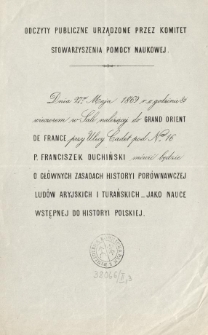 ODCZYTY PUBLICZNE URZĄDZONE PRZEZ KOMITET
STOWARZYSZENIA POMOCY NAUKOWEJ.
Dnia 27º Maja 1869 r. o godzinie 8
wieczorem w Sali należącej do GRAND ORIENT
DE FRANCE przy Ulicy Cadet pod No 16
P. FRANCISZEK DUCHIŃSKI mówić będzie
O GŁÓWNYCH ZASADACH HISTORYI PORÓWNAWCZEJ
LUDÓW ARYJSKICH I TURAŃSKICH _ JAKO NAUCE
WSTĘPNEJ DO HISTORYI POLSKIEJ.